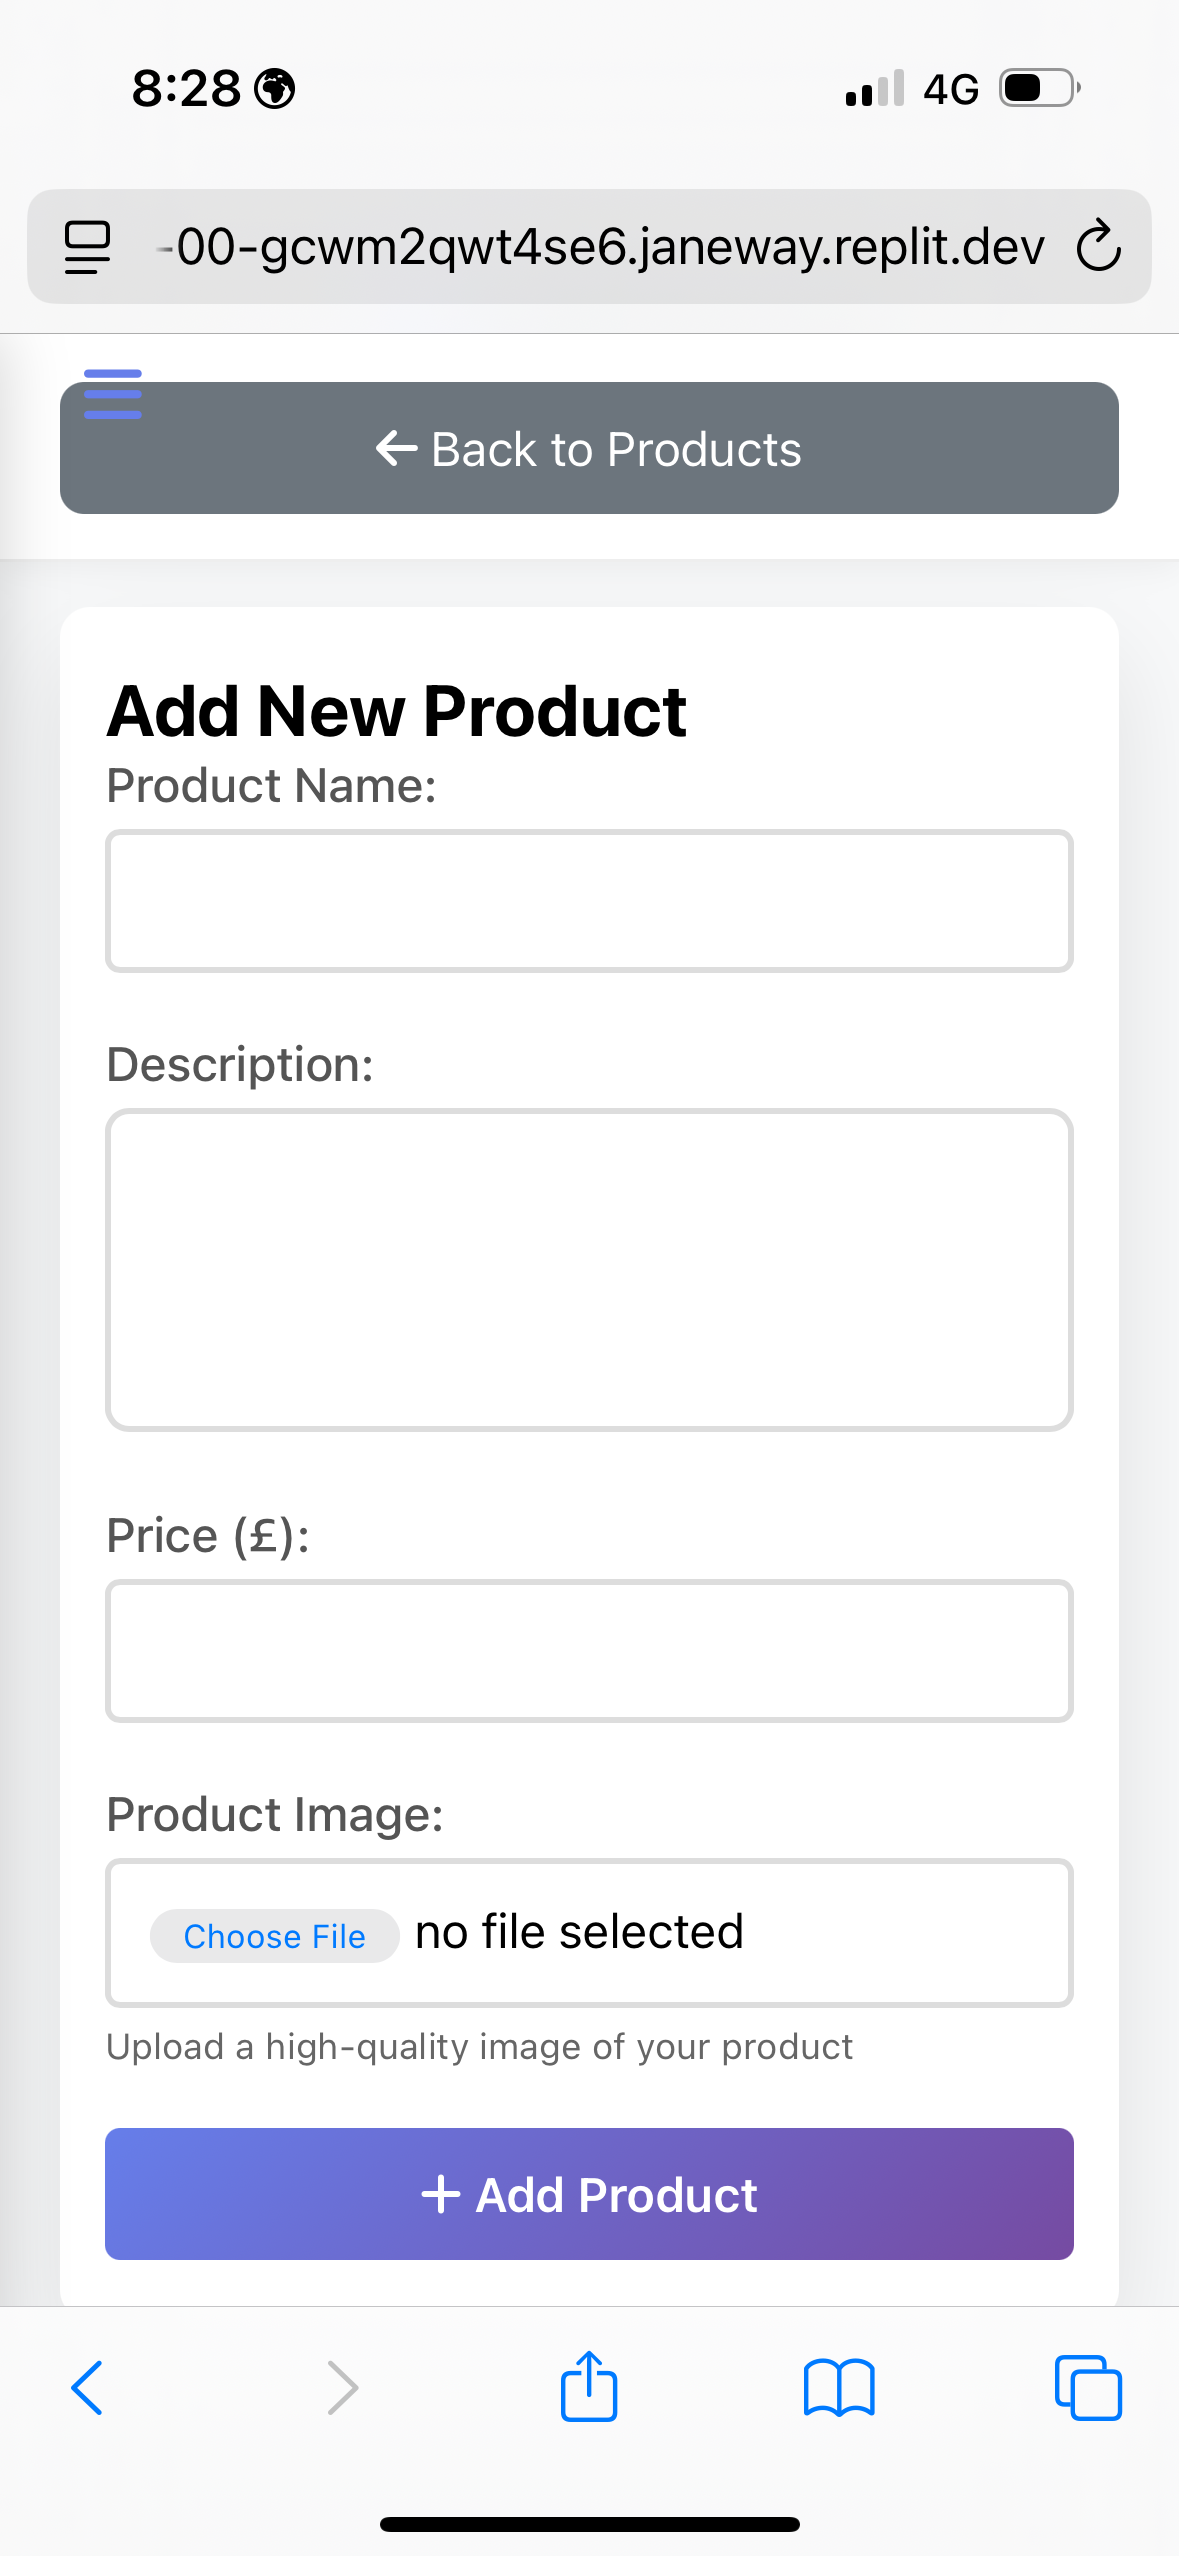 8:28
4G
-00-gcwm2qwt4se6.janeway.replit.dev
← Back to Products
Add New Product
Product Name:
Description:
Price (£):
Product Image:
Choose File no file selected
Upload a high-quality image of your product
+ Add Product